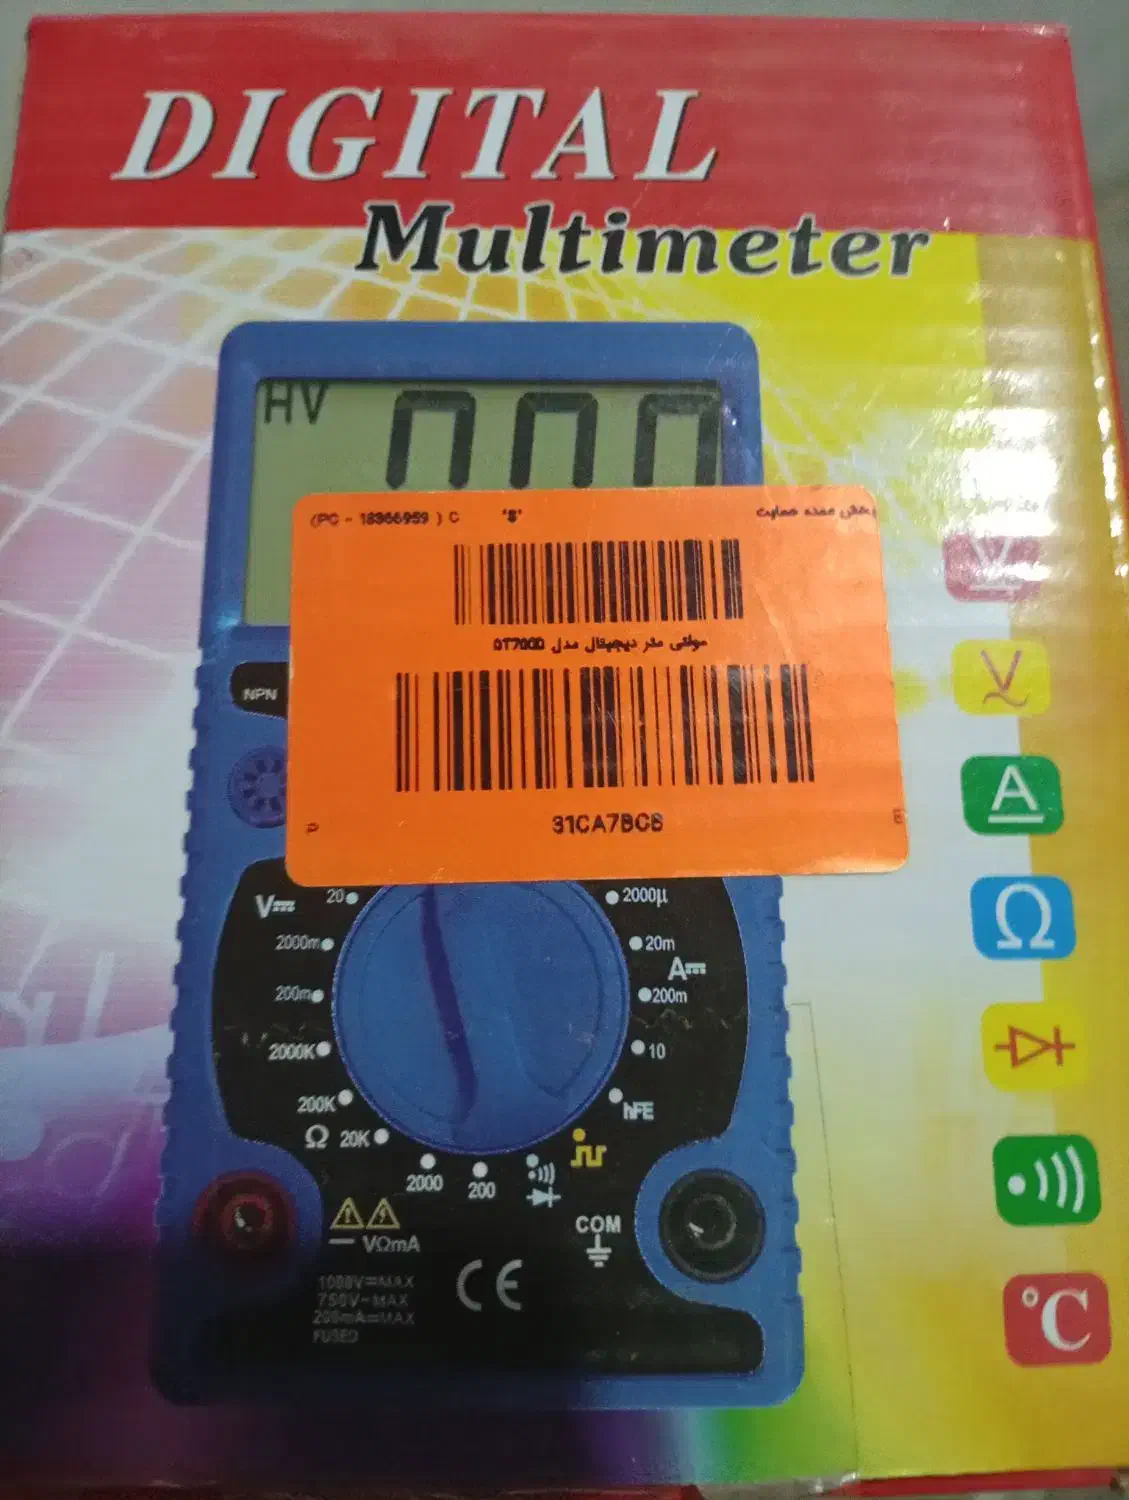 DIGITAL
Multimeter
HV
000
(PC - 18366959 ) C
*S*
مولتی متر دیجیتال مدل DT700D
31CA7BC8
NPN
V
20
2000m
200m
2000K
200K
Ω
20K
2000
200
2000µ
20m
A
200m
10
hFE
COM
VΩmA
1000V=MAX
750V~MAX
200mA=MAX
FUSED
CE
V
A
Ω
°C